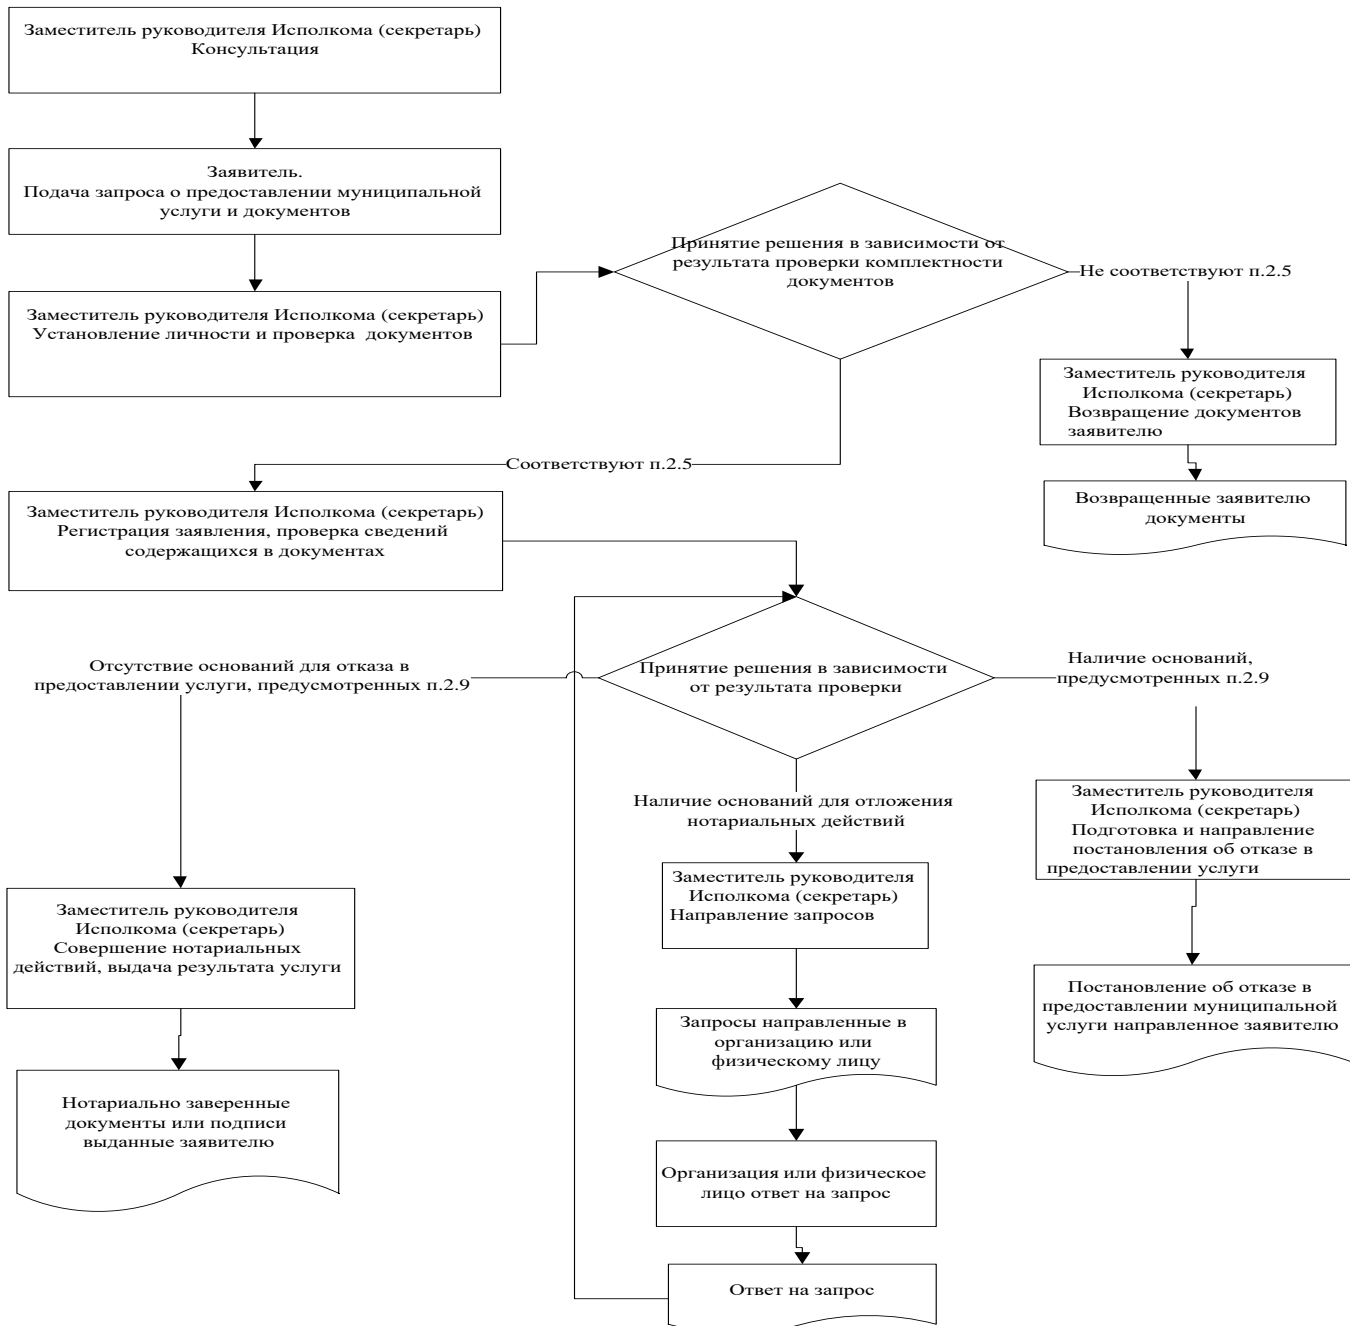 Заместитель руководителя Исполкома (секретарь)
Консультация
Заявитель.
Подача запроса о предоставлении муниципальной
услуги и документов
Заместитель руководителя Исполкома (секретарь)
Установление личности и проверка документов
Принятие решения в зависимости от
результата проверки комплектности
документов
Не соответствуют п.2.5
Заместитель руководителя
Исполкома (секретарь)
Возвращение документов
заявителю
Возвращенные заявителю
документы
Соответствуют п.2.5
Заместитель руководителя Исполкома (секретарь)
Регистрация заявления, проверка сведений
содержащихся в документах
Принятие решения в зависимости
от результата проверки
Отсутствие оснований для отказа в
предоставлении услуги, предусмотренных п.2.9
Наличие оснований,
предусмотренных п.2.9
Наличие оснований для отложения
нотариальных действий
Заместитель руководителя
Исполкома (секретарь)
Совершение нотариальных
действий, выдача результата услуги
Нотариально заверенные
документы или подписи
выданные заявителю
Заместитель руководителя
Исполкома (секретарь)
Направление запросов
Запросы направленные в
организацию или
физическому лицу
Организация или физическое
лицо ответ на запрос
Ответ на запрос
Заместитель руководителя
Исполкома (секретарь)
Подготовка и направление
постановления об отказе в
предоставлении услуги
Постановление об отказе в
предоставлении муниципальной
услуги направленное заявителю